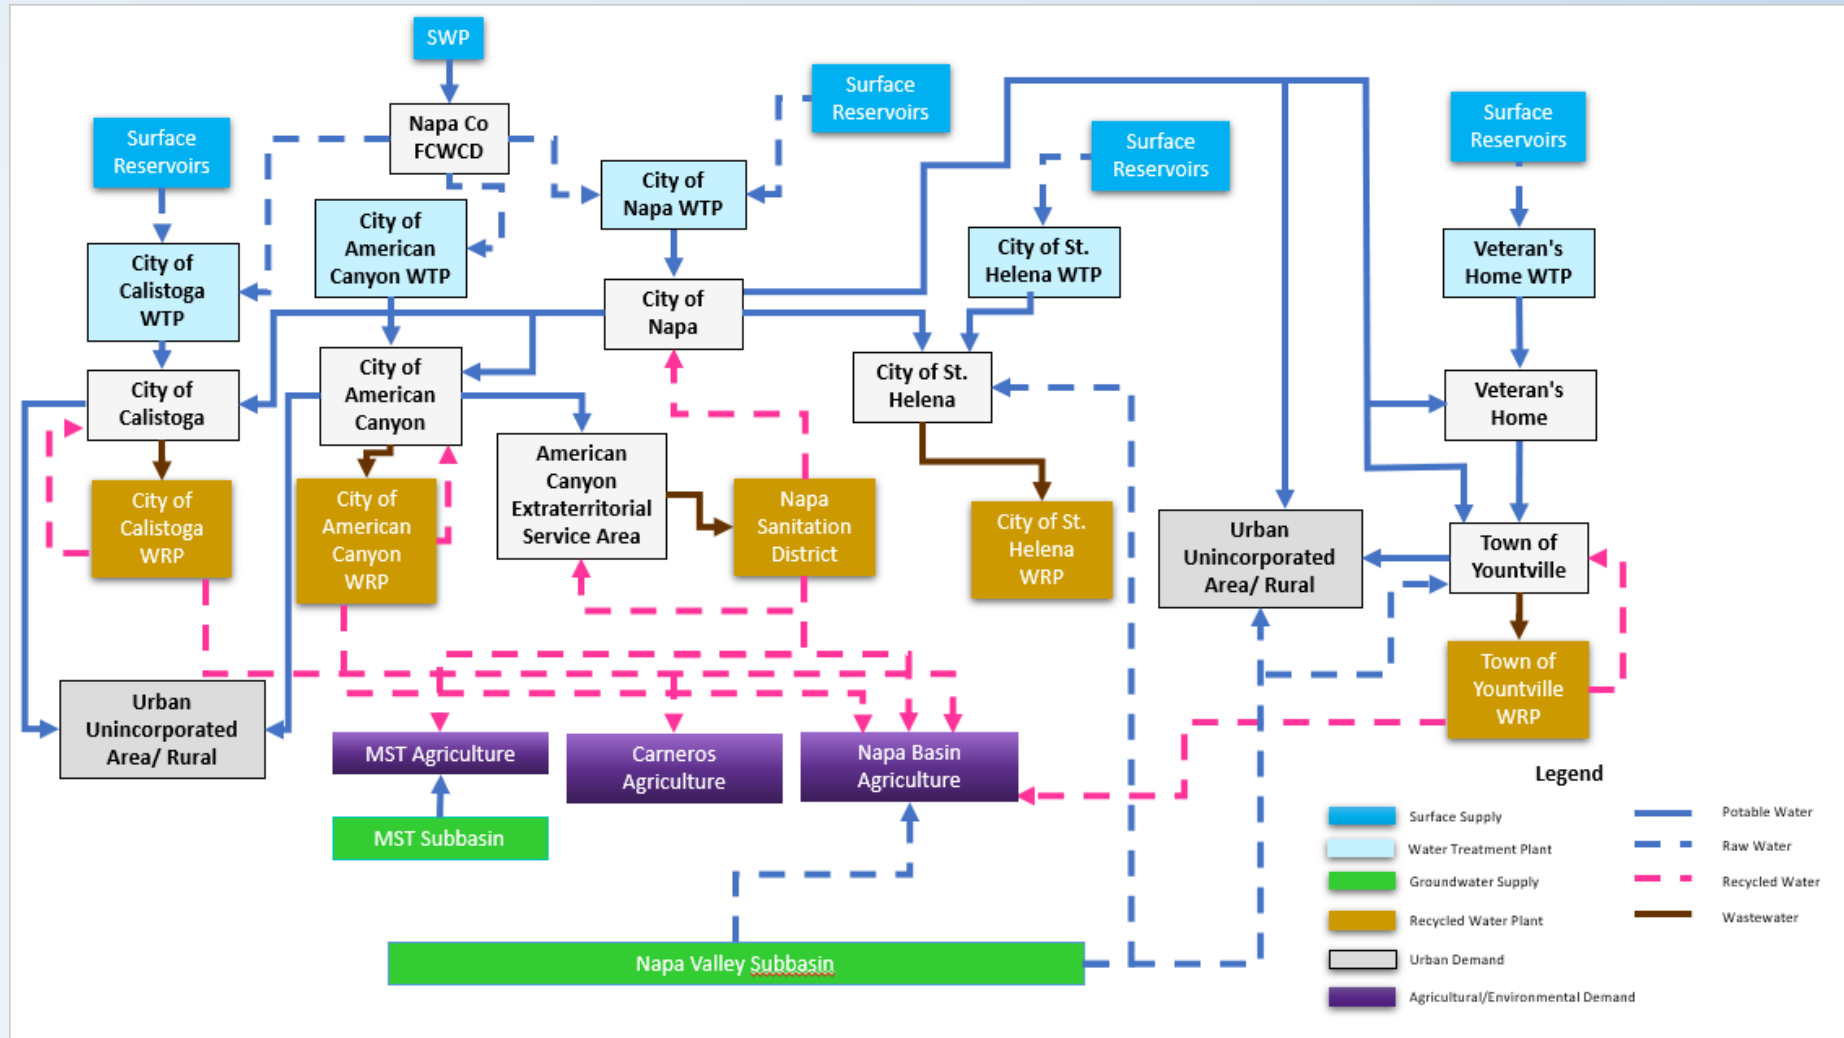 SWP
Napa Co
FCWCD
Surface
Reservoirs
Surface
Reservoirs
Surface
Reservoirs
Surface
Reservoirs
City of
Napa WTP
City of
American
Canyon WTP
City of
Calistoga
WTP
City of St.
Helena WTP
Veteran's
Home WTP
City of
Napa
City of
Calistoga
City of
American
Canyon
City of St.
Helena
Veteran's
Home
American
Canyon
Extraterritorial
Service Area
City of
Calistoga
WRP
City of
American
Canyon
WRP
Napa
Sanitation
District
City of St.
Helena
WRP
Urban
Unincorporated
Area/ Rural
Town of
Yountville
Town of
Yountville
WRP
Urban
Unincorporated
Area/ Rural
MST Agriculture
Carneros
Agriculture
Napa Basin
Agriculture
MST Subbasin
Napa Valley Subbasin
Legend
Surface Supply
Water Treatment Plant
Groundwater Supply
Recycled Water Plant
Urban Demand
Agricultural/Environmental Demand
Potable Water
Raw Water
Recycled Water
Wastewater